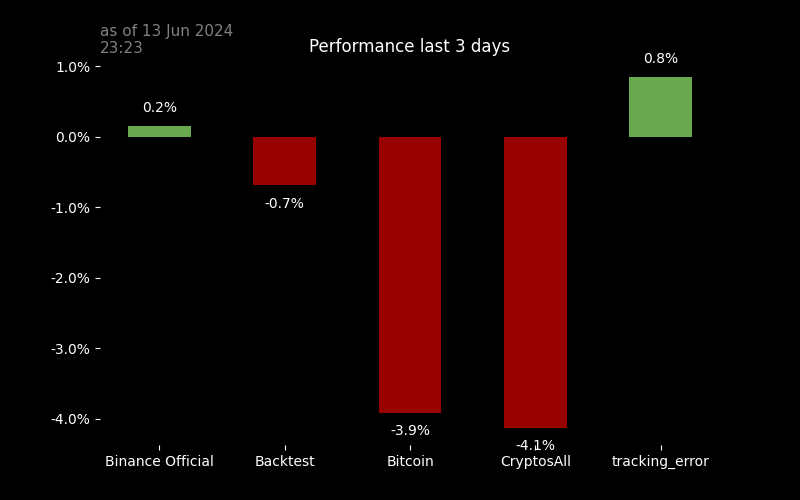 as of 13 Jun 2024
23:23
Performance last 3 days
1.0%
0.0%
-1.0%
-2.0%
-3.0%
-4.0%
0.2%
-0.7%
-3.9%
-4.1%
0.8%
Binance Official
Backtest
Bitcoin
CryptosAll
tracking_error